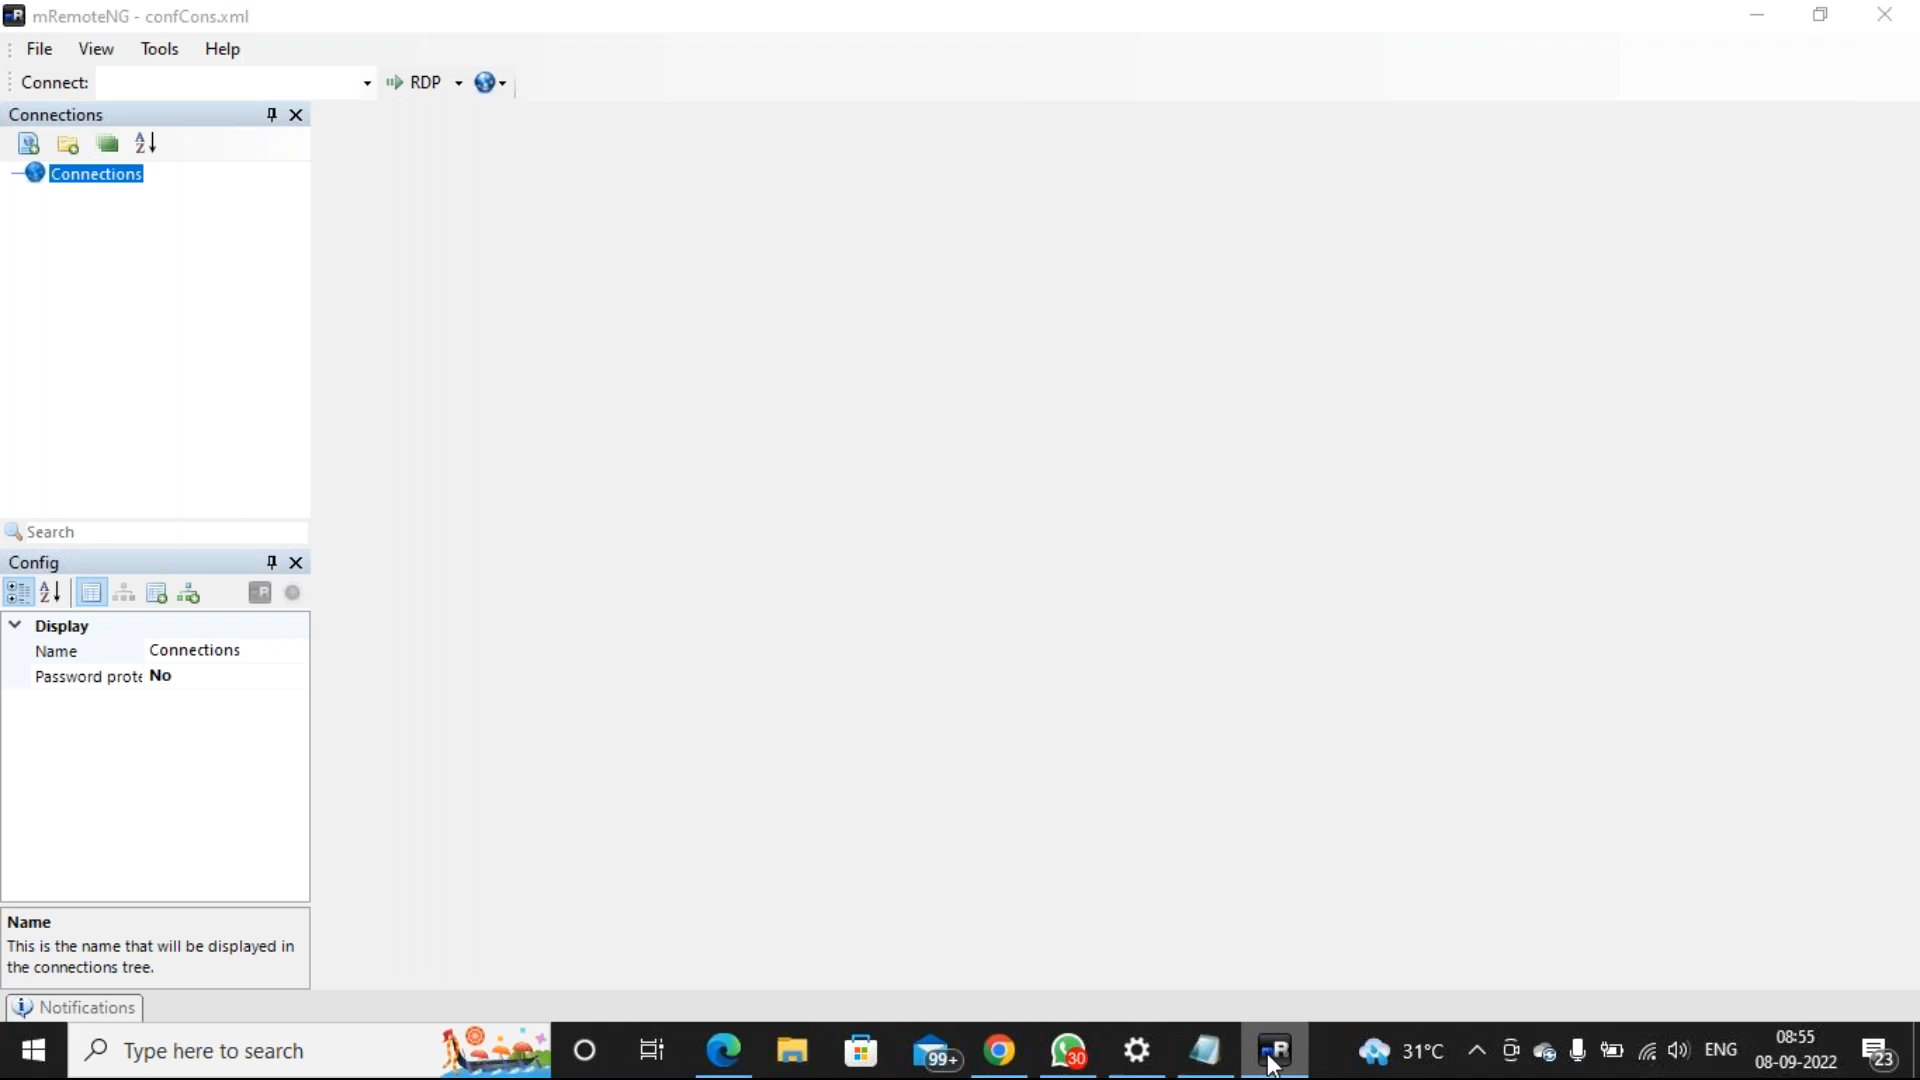 mRemoteNG - confCons.xml
File View Tools Help
Connect: RDP
Connections
Connections
Search
Config
Display
Name Connections
Password prote No
Name
This is the name that will be displayed in
the connections tree.
Notifications
Type here to search
99+
30
31°C
ENG
08:55
08-09-2022
23